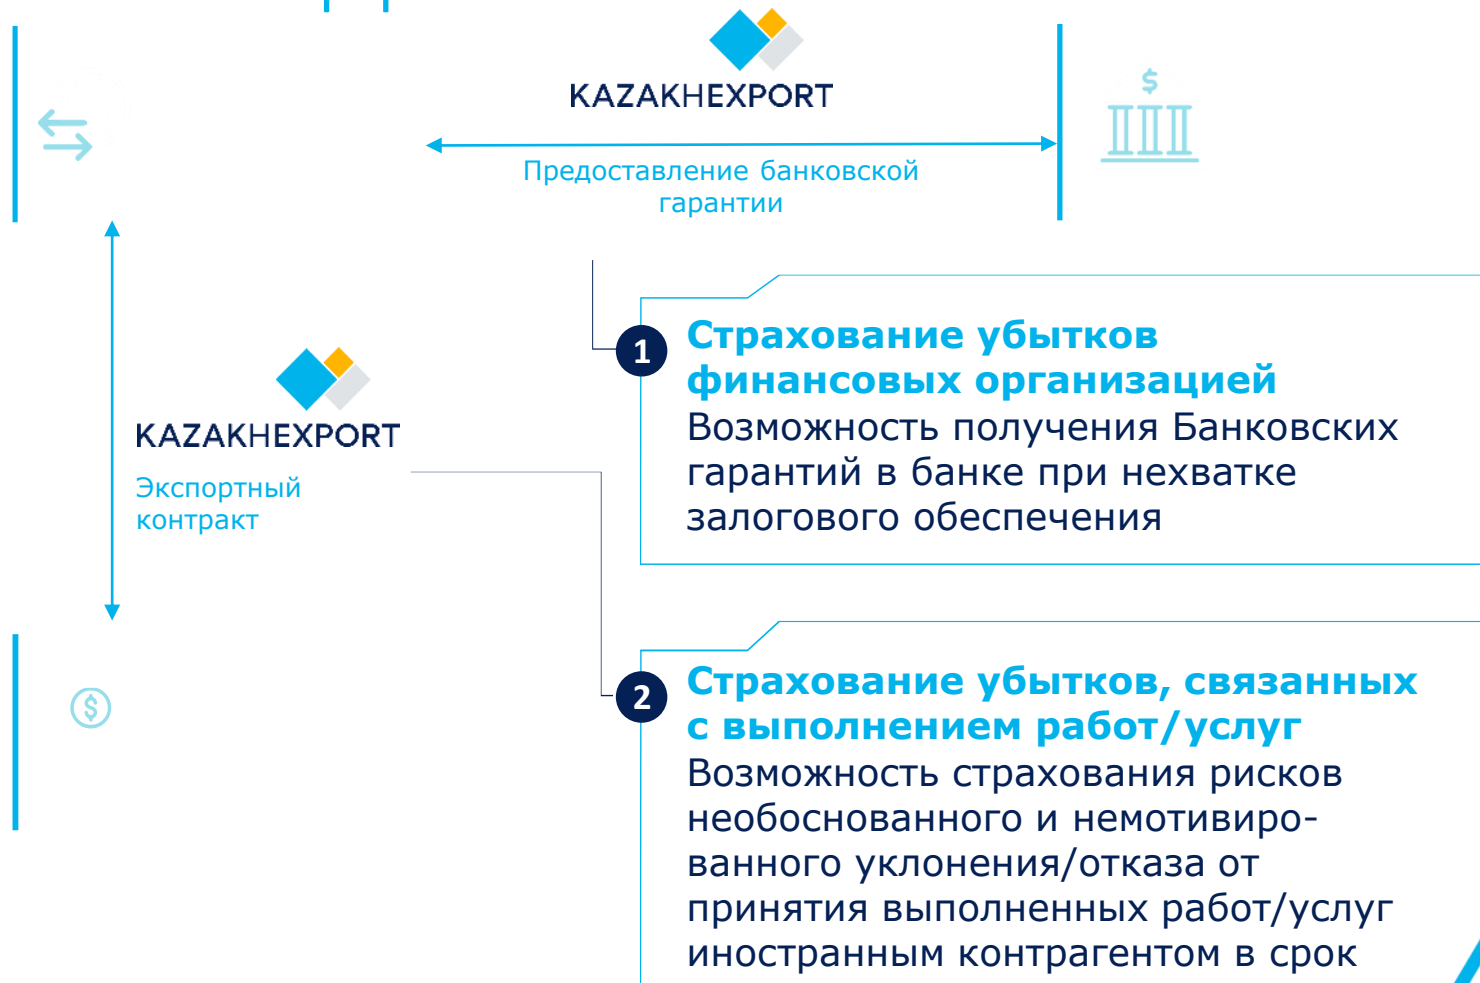 KAZAKHEXPORT
Предоставление банковской
гарантии
1
Страхование убытков
финансовых организацией
Возможность получения Банковских
гарантий в банке при нехватке
залогового обеспечения
KAZAKHEXPORT
Экспортный
контракт
2
Страхование убытков, связанных
с выполнением работ/услуг
Возможность страхования рисков
необоснованного и немотивиро-
ванного уклонения/отказа от
принятия выполненных работ/услуг
иностранным контрагентом в срок